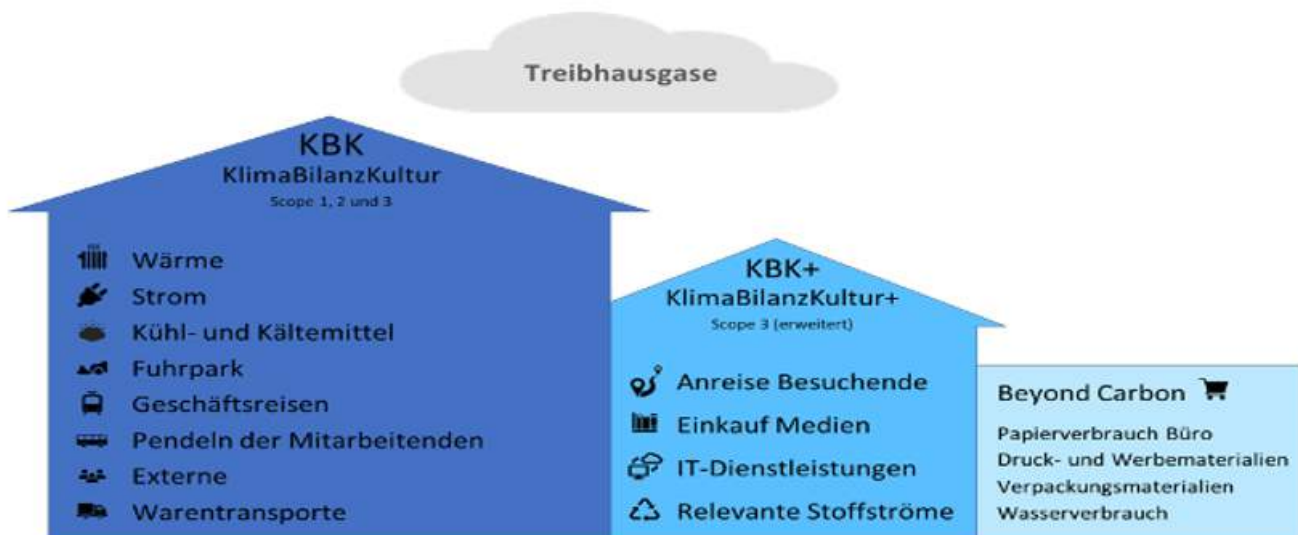 Treibhausgase
KBK
KlimaBilanzKultur
Scope 1, 2 und 3
Wärme
Strom
Kühl- und Kältemittel
Fuhrpark
Geschäftsreisen
Pendeln der Mitarbeitenden
Externe
Warentransporte
KBK+
KlimaBilanzKultur+
Scope 3 (erweitert)
Anreise Besuchende
Einkauf Medien
IT-Dienstleistungen
Relevante Stoffströme
Beyond Carbon
Papierverbrauch Büro
Druck- und Werbematerialien
Verpackungsmaterialien
Wasserverbrauch